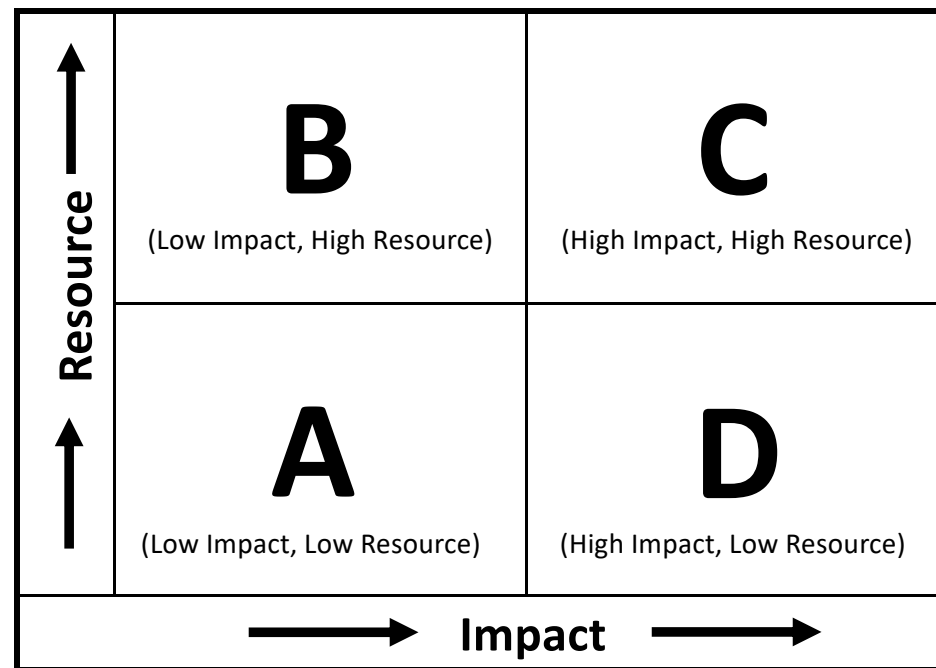 B
(Low Impact, High Resource)
C
(High Impact, High Resource)
Resource
A
(Low Impact, Low Resource)
D
(High Impact, Low Resource)
Impact